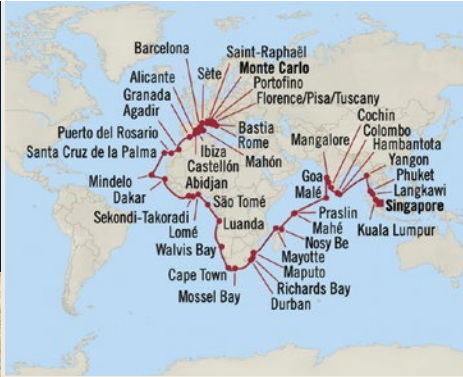 Barcelona
Saint-Raphaël
Sète
Monte Carlo
Alicante
Portofino
Granada
Florence/Pisa/Tuscany
Agadir
Cochin
Bastia
Colombo
Puerto del Rosario
Rome
Mangalore
Hambantota
Santa Cruz de la Palma
Ibiza
Mahón
Yangon
Castellón
Goa
Phuket
Mindelo
Abidjan
Malé
Langkawi
Dakar
São Tomé
Singapore
Sekondi-Takoradi
Praslin
Lomé
Luanda
Mahé
Kuala Lumpur
Walvis Bay
Nosy Be
Mayotte
Cape Town
Maputo
Mossel Bay
Richards Bay
Durban